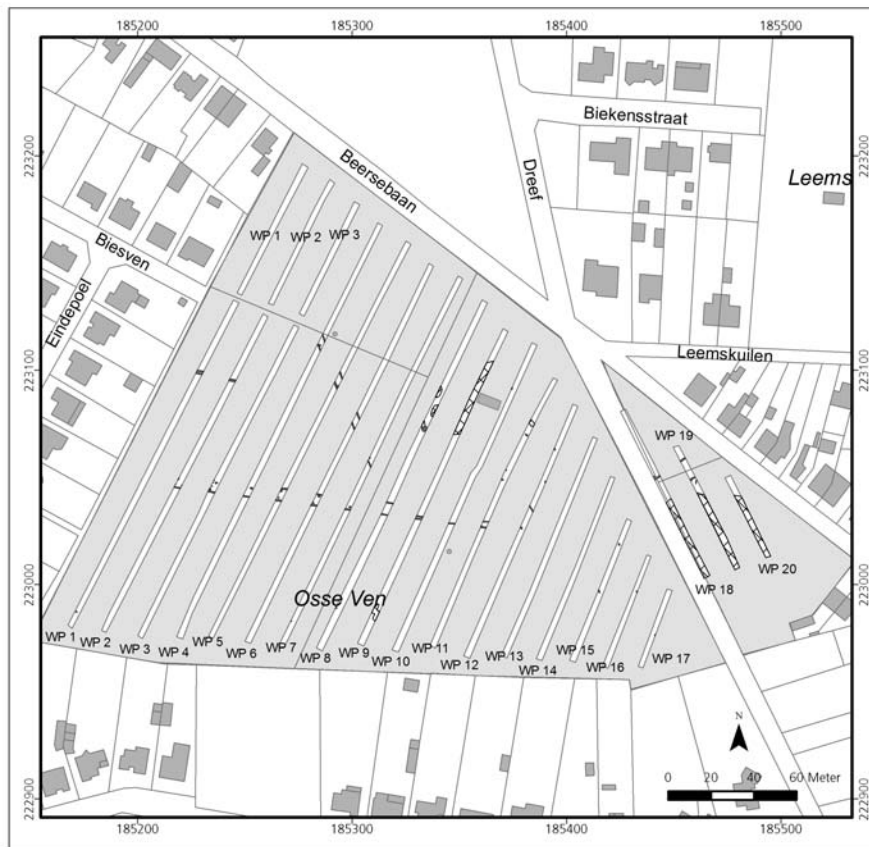 185200 185300 185400 185500
Biekensstraat
223200
223200
Beersebaan
Dreef
Leems
WP 1
WP 2
WP 3
Biesven
Eindepoel
223100
223100
Leemskuilen
WP 19
223000
223000
Osse Ven
WP 20
WP 18
WP 1
WP 2
WP 3
WP 4
WP 5
WP 6
WP 7
WP 8
WP 9
WP 10
WP 11
WP 12
WP 13
WP 14
WP 15
WP 16
WP 17
N
0 20 40 60 Meter
222900
222900
185200 185300 185400 185500